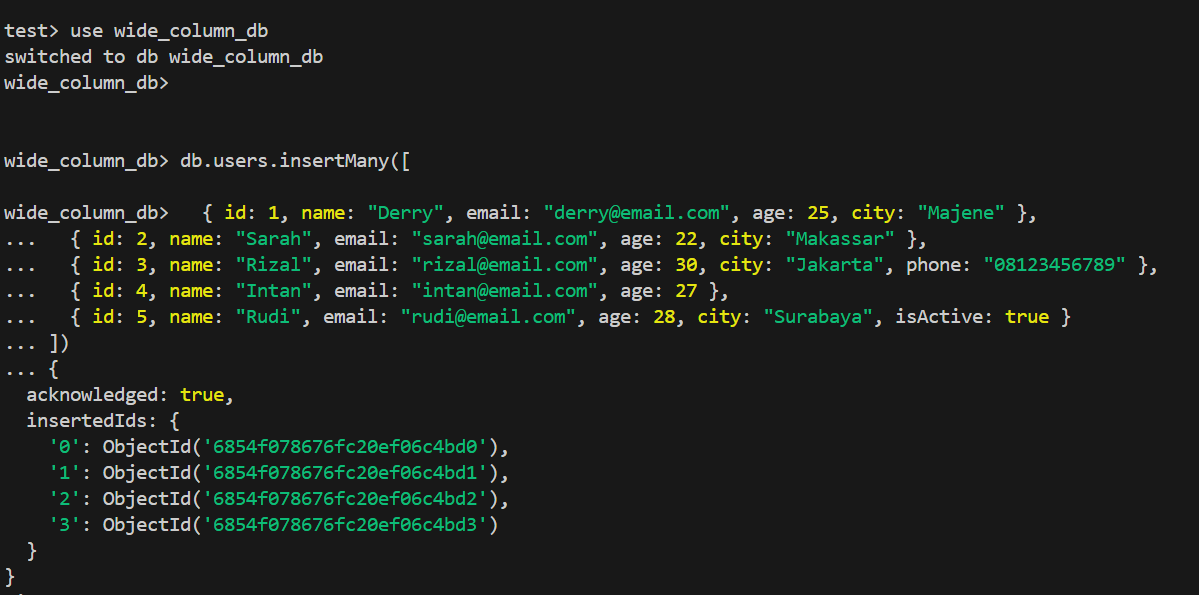 test> use wide_column_db
switched to db wide_column_db
wide_column_db>
wide_column_db> db.users.insertMany([
wide_column_db>   { id: 1, name: "Derry", email: "derry@email.com", age: 25, city: "Majene" },
...   { id: 2, name: "Sarah", email: "sarah@email.com", age: 22, city: "Makassar" },
...   { id: 3, name: "Rizal", email: "rizal@email.com", age: 30, city: "Jakarta", phone: "08123456789" },
...   { id: 4, name: "Intan", email: "intan@email.com", age: 27 },
...   { id: 5, name: "Rudi", email: "rudi@email.com", age: 28, city: "Surabaya", isActive: true }
... ])
... {
  acknowledged: true,
  insertedIds: {
    '0': ObjectId('6854f078676fc20ef06c4bd0'),
    '1': ObjectId('6854f078676fc20ef06c4bd1'),
    '2': ObjectId('6854f078676fc20ef06c4bd2'),
    '3': ObjectId('6854f078676fc20ef06c4bd3')
  }
}